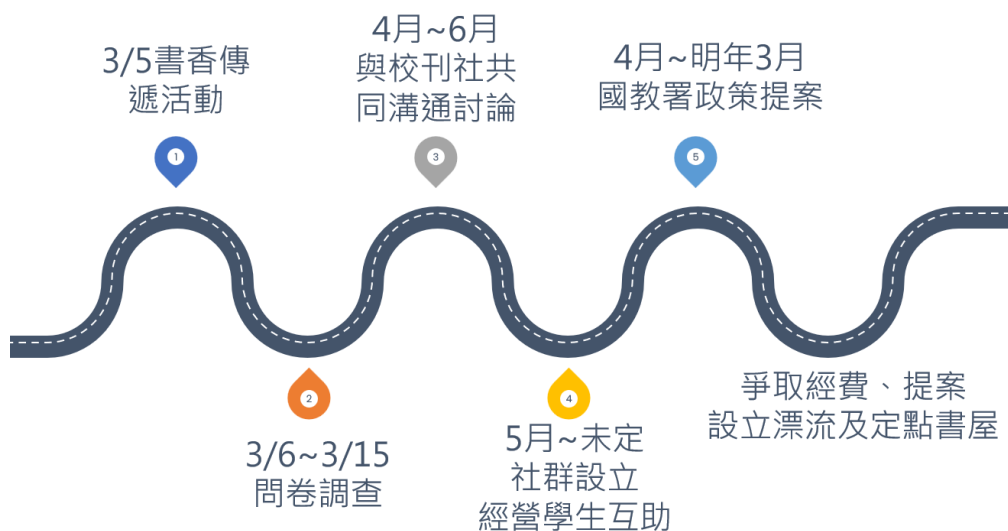 3/5書香傳
遞活動
1
3/6~3/15
問卷調查
2
4月~6月
與校刊社共
同溝通討論
3
5月~未定
社群設立
經營學生互助
4
4月~明年3月
國教署政策提案
5
爭取經費、提案
設立漂流及定點書屋